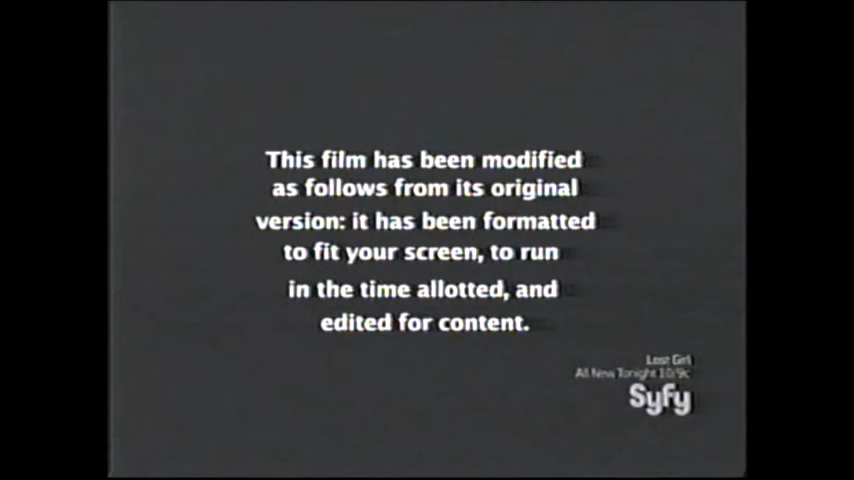 This film has been modified
as follows from its original
version: it has been formatted
to fit your screen, to run
in the time allotted, and
edited for content.
Lost Girl
All New Tonight 10/9c
Syfy